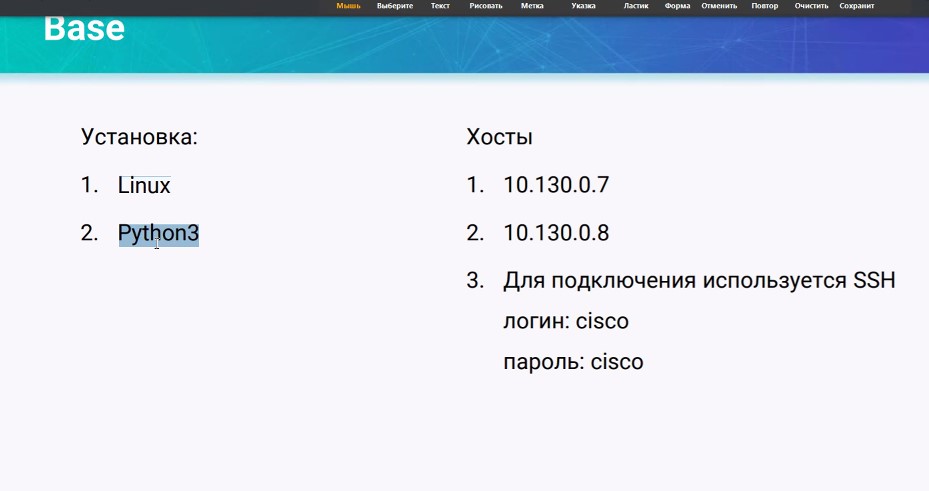 Мышь Выберите Текст Рисовать Метка Указка Ластик Форма Отменить Повтор Очистить Сохранит
Base
Установка:
1. Linux
2. Python3
Хосты
1. 10.130.0.7
2. 10.130.0.8
3. Для подключения используется SSH
логин: cisco
пароль: cisco